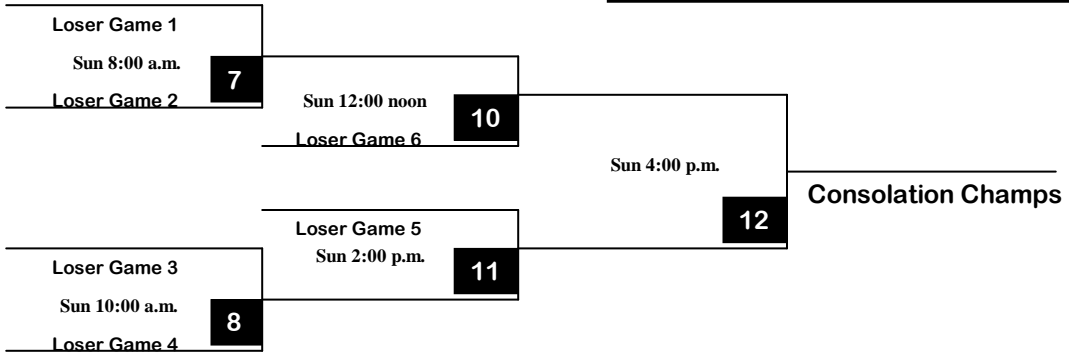 Loser Game 1
Sun 8:00 a.m.
7
Loser Game 2
Sun 12:00 noon
10
Loser Game 6
Sun 4:00 p.m.
Consolation Champs
12
Loser Game 5
Sun 2:00 p.m.
11
Loser Game 3
Sun 10:00 a.m.
8
Loser Game 4